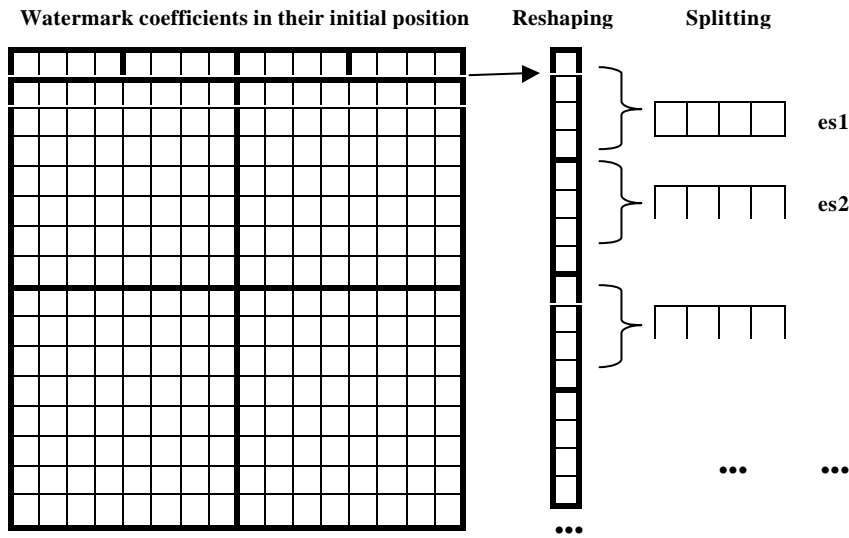 Watermark coefficients in their initial position Reshaping Splitting
es1
es2
... ...
...